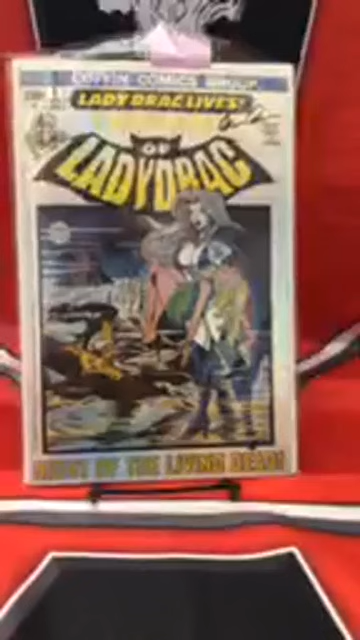 COFFIN COMICS GROUP
LADY DRAC LIVES!
OF
LADYDRAC
NIGHT OF THE LIVING DEAD!